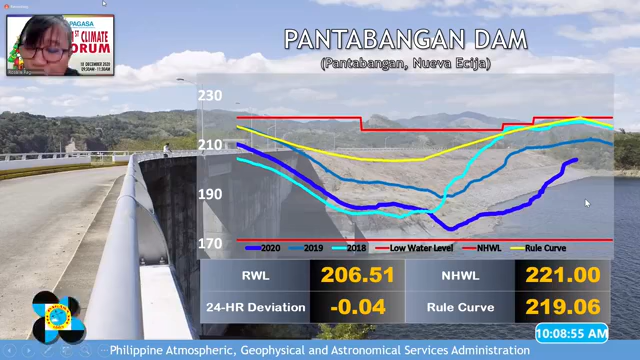 PAGASA
1ST CLIMATE
FORUM
PANTABANGAN DAM
(Pantabangan, Nueva Ecija)
230
210
190
170
2020 2019 2018 Low Water Level NHWL Rule Curve
RWL 206.51 NHWL 221.00
24-HR Deviation -0.04 Rule Curve 219.06
10:08:55 AM
Philippine Atmospheric, Geophysical and Astronomical Services Administration